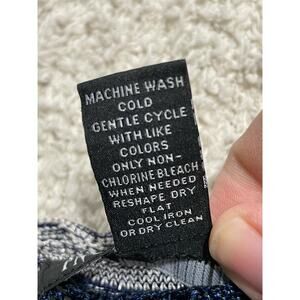 MACHINE WASH
COLD
GENTLE CYCLE
WITH LIKE
COLORS
ONLY NON-
CHLORINE BLEACH
WHEN NEEDED
RESHAPE DRY
FLAT
COOL IRON
OR DRY CLEAN